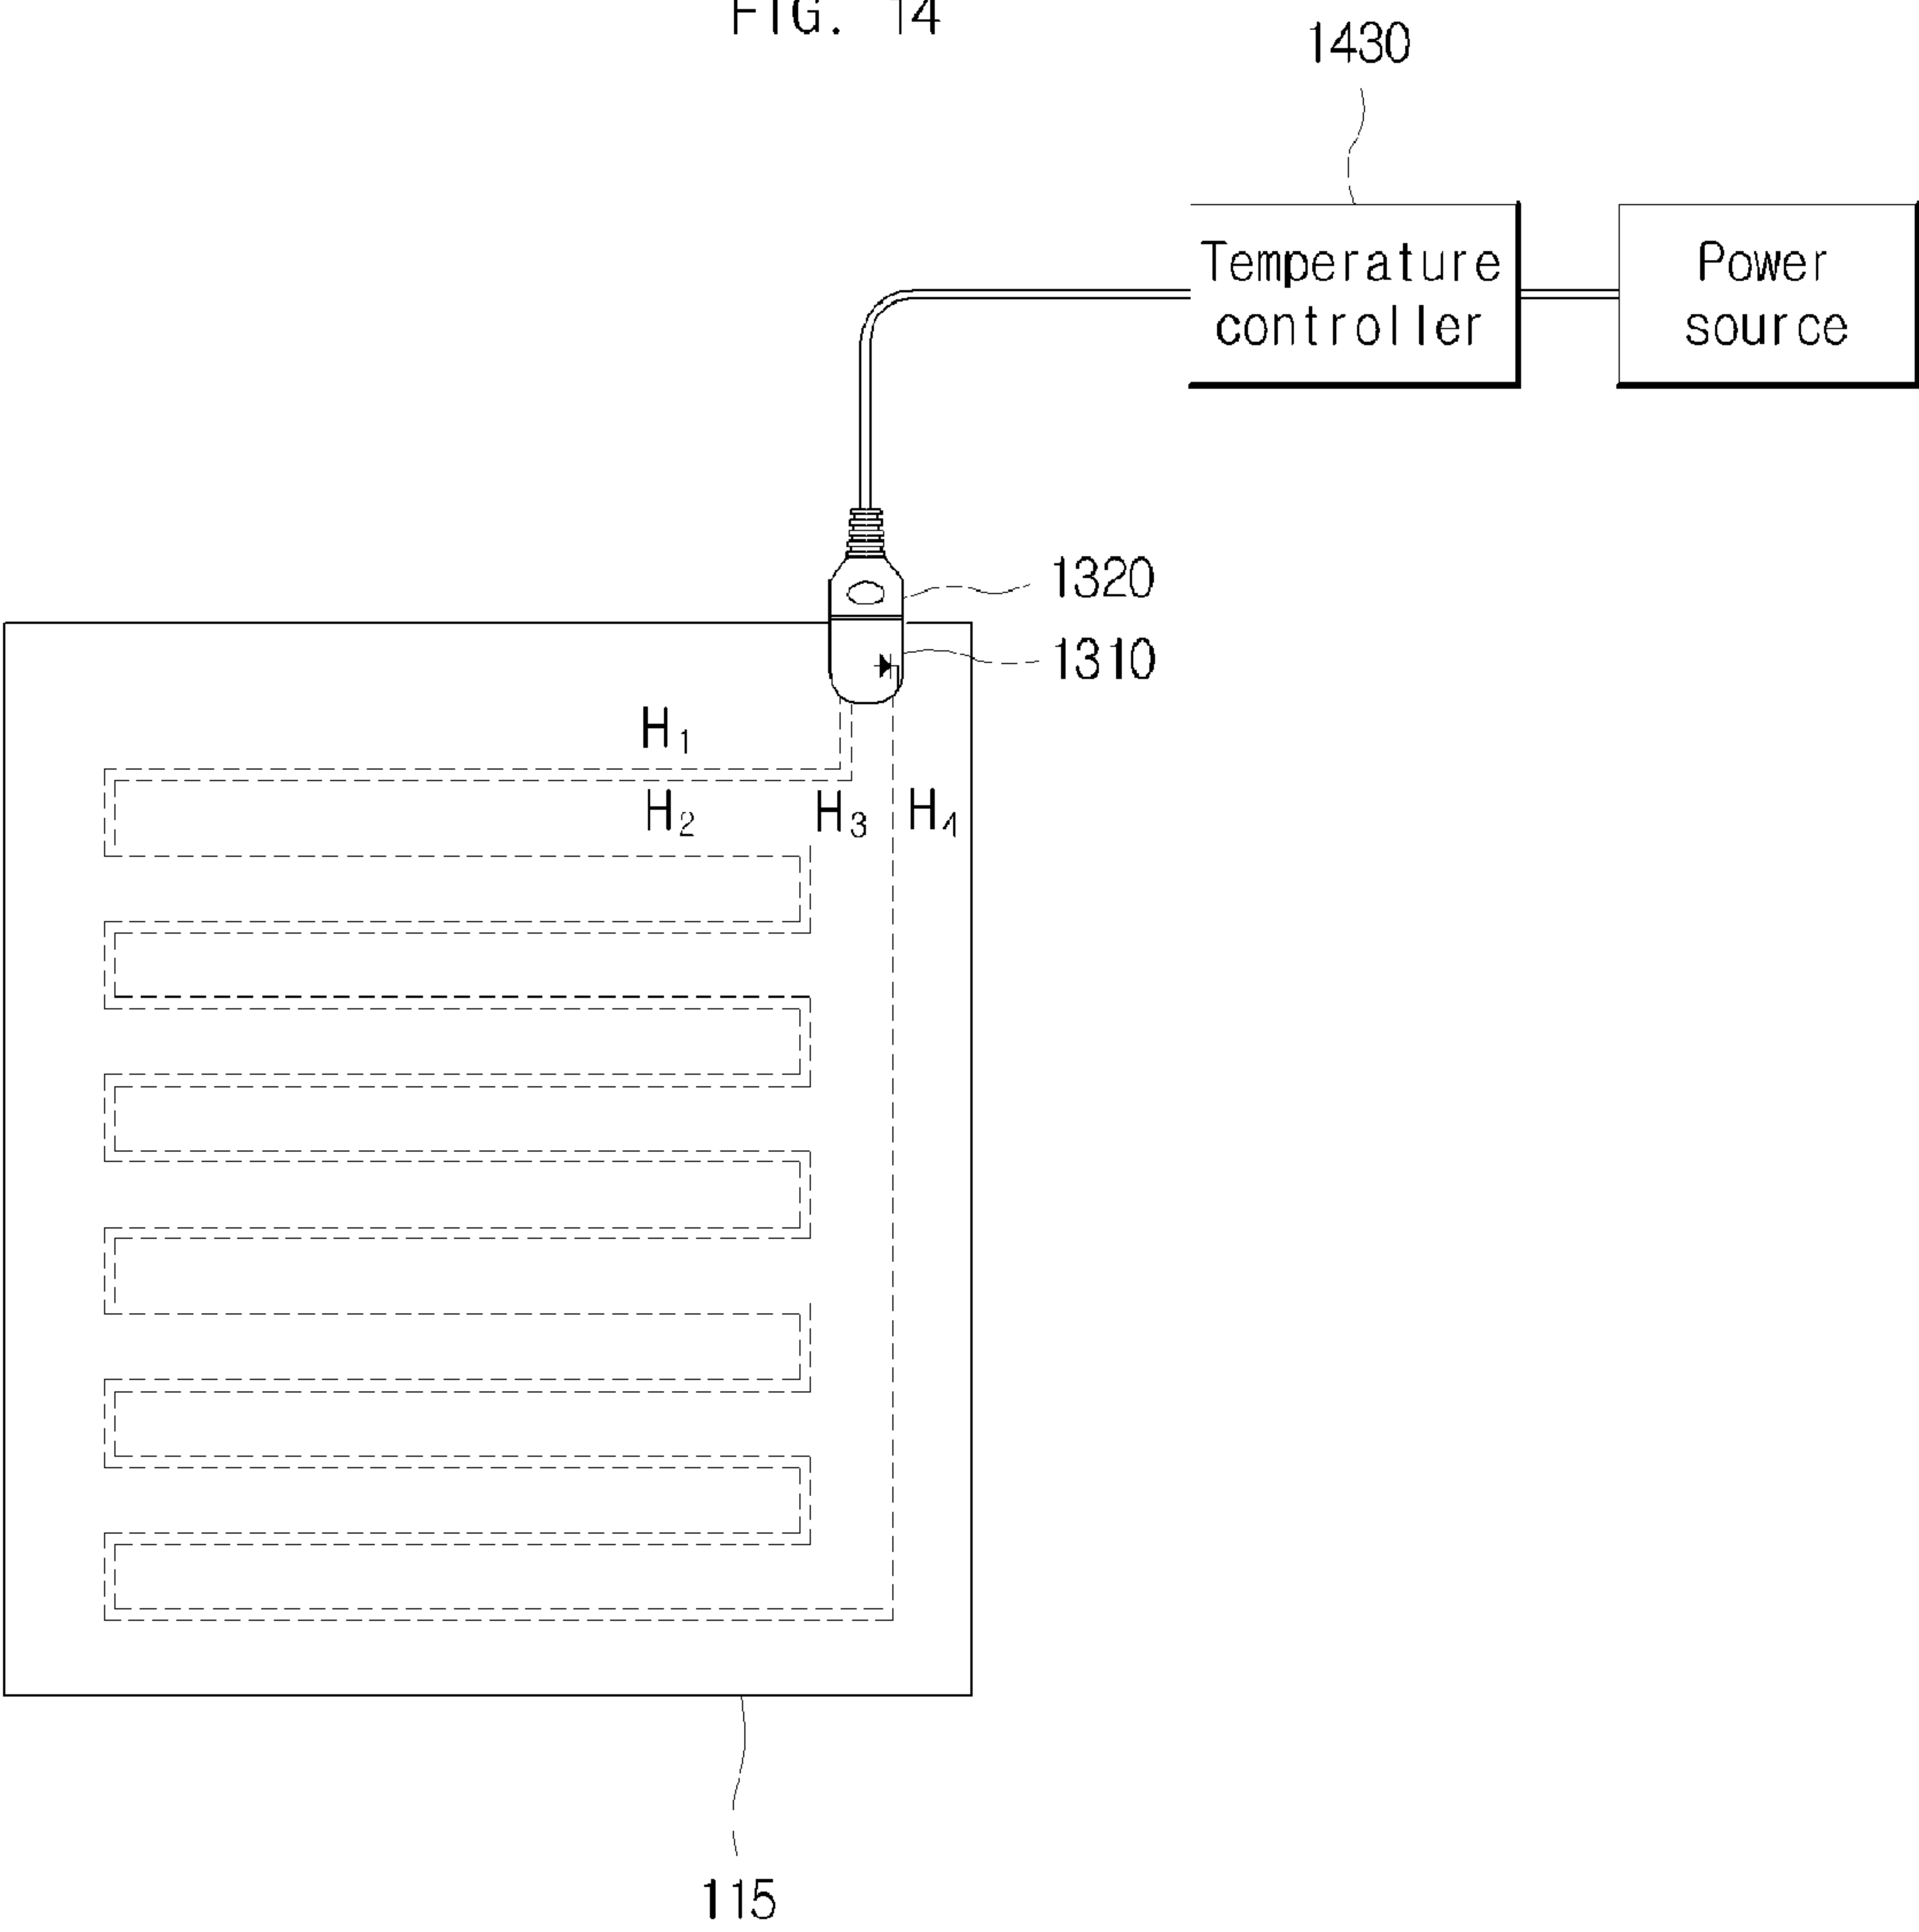 FIG. 14
1430
Temperature
controller
Power
source
1320
1310
H1
H2
H3
H4
115